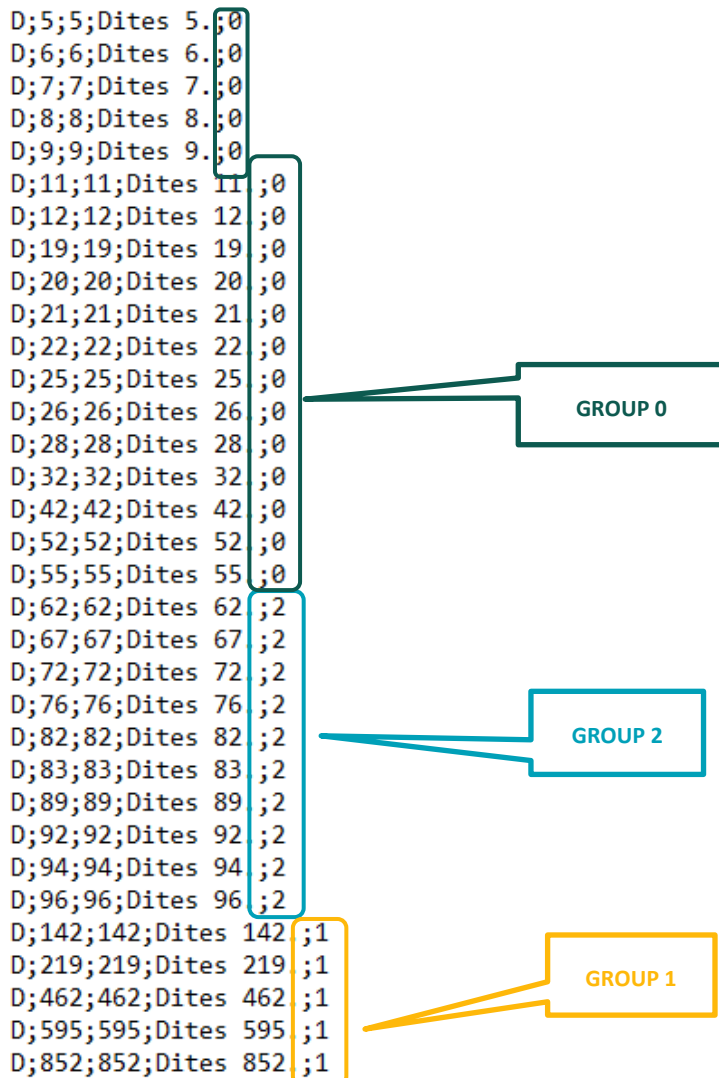 D;5;5;Dites 5.;0
D;6;6;Dites 6.;0
D;7;7;Dites 7.;0
D;8;8;Dites 8.;0
D;9;9;Dites 9.;0
D;11;11;Dites 11.;0
D;12;12;Dites 12.;0
D;19;19;Dites 19.;0
D;20;20;Dites 20.;0
D;21;21;Dites 21.;0
D;22;22;Dites 22.;0
D;25;25;Dites 25.;0
D;26;26;Dites 26.;0
D;28;28;Dites 28.;0
D;32;32;Dites 32.;0
D;42;42;Dites 42.;0
D;52;52;Dites 52.;0
D;55;55;Dites 55.;0
GROUP 0
D;62;62;Dites 62.;2
D;67;67;Dites 67.;2
D;72;72;Dites 72.;2
D;76;76;Dites 76.;2
D;82;82;Dites 82.;2
D;83;83;Dites 83.;2
D;89;89;Dites 89.;2
D;92;92;Dites 92.;2
D;94;94;Dites 94.;2
D;96;96;Dites 96.;2
GROUP 2
D;142;142;Dites 142.;1
D;219;219;Dites 219.;1
D;462;462;Dites 462.;1
D;595;595;Dites 595.;1
D;852;852;Dites 852.;1
GROUP 1